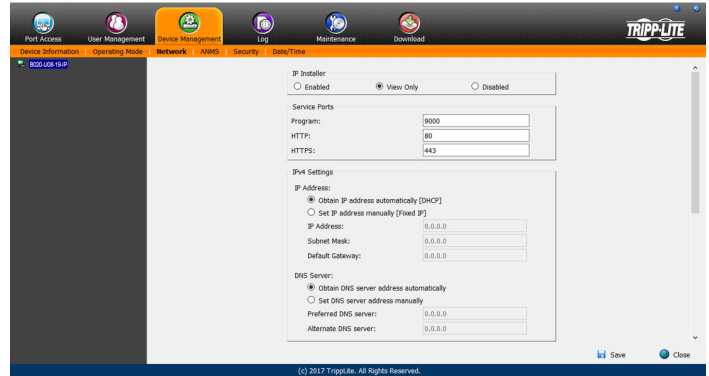 Port Access User Management Device Management Log Maintenance Download
TRIPP-LITE
Device Information Operating Mode Network ANMS Security Date/Time
B020-U08-19-IP
IP Installer
Enabled View Only Disabled
Service Ports
Program: 9000
HTTP: 80
HTTPS: 443
IPv4 Settings
IP Address:
Obtain IP address automatically [DHCP]
Set IP address manually [Fixed IP]
IP Address: 0.0.0.0
Subnet Mask: 0.0.0.0
Default Gateway: 0.0.0.0
DNS Server:
Obtain DNS server address automatically
Set DNS server address manually
Preferred DNS server: 0.0.0.0
Alternate DNS server: 0.0.0.0
Save Close
(c) 2017 TrippLite. All Rights Reserved.